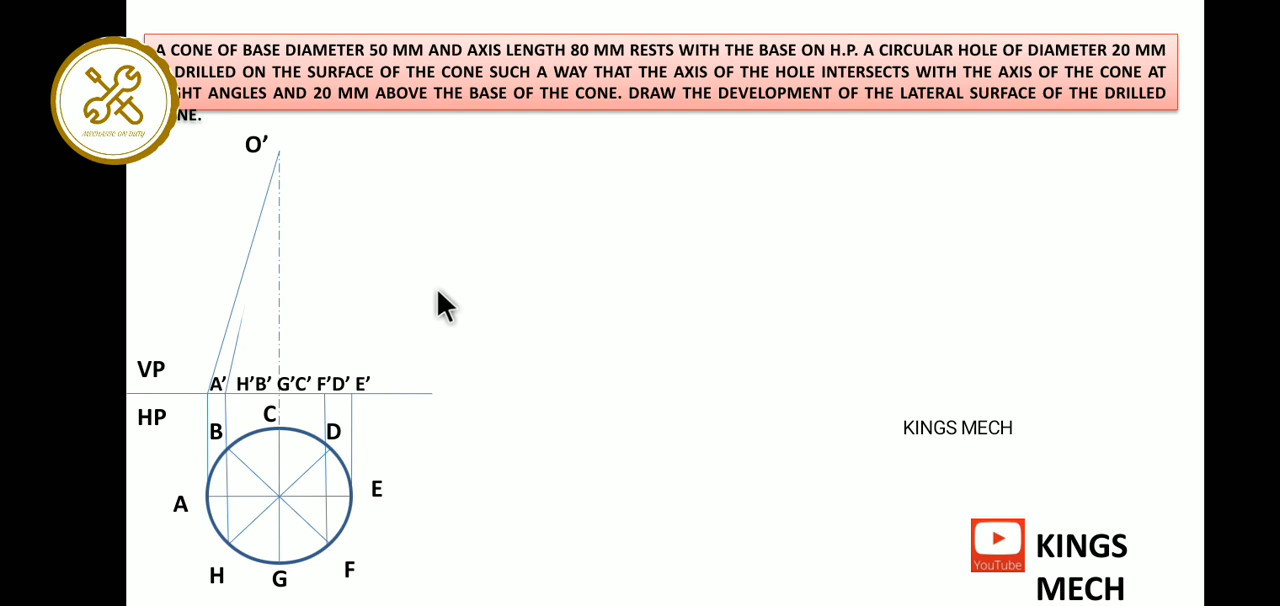 A CONE OF BASE DIAMETER 50 MM AND AXIS LENGTH 80 MM RESTS WITH THE BASE ON H.P. A CIRCULAR HOLE OF DIAMETER 20 MM
DRILLED ON THE SURFACE OF THE CONE SUCH A WAY THAT THE AXIS OF THE HOLE INTERSECTS WITH THE AXIS OF THE CONE AT
GHT ANGLES AND 20 MM ABOVE THE BASE OF THE CONE. DRAW THE DEVELOPMENT OF THE LATERAL SURFACE OF THE DRILLED
NE.
MECHANIC ON DUTY
O’
VP
A’ H’B’ G’C’ F’D’ E’
HP
C
B
D
KINGS MECH
A
E
H
G
F
YouTube
KINGS
MECH